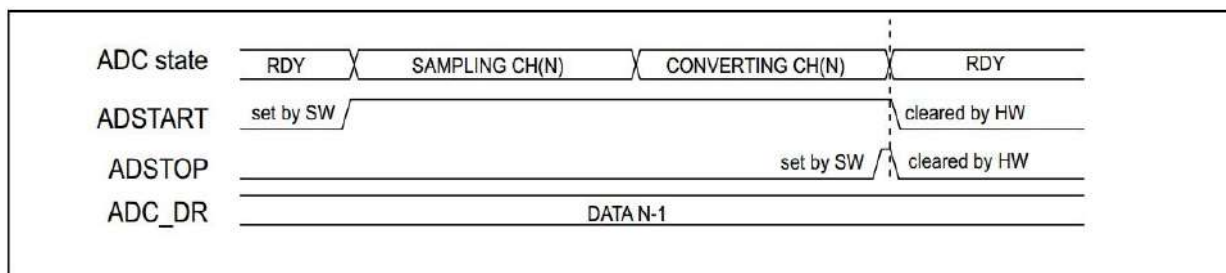 ADC state RDY SAMPLING CH(N) CONVERTING CH(N) RDY
ADSTART set by SW cleared by HW
ADSTOP set by SW cleared by HW
ADC_DR DATA N-1